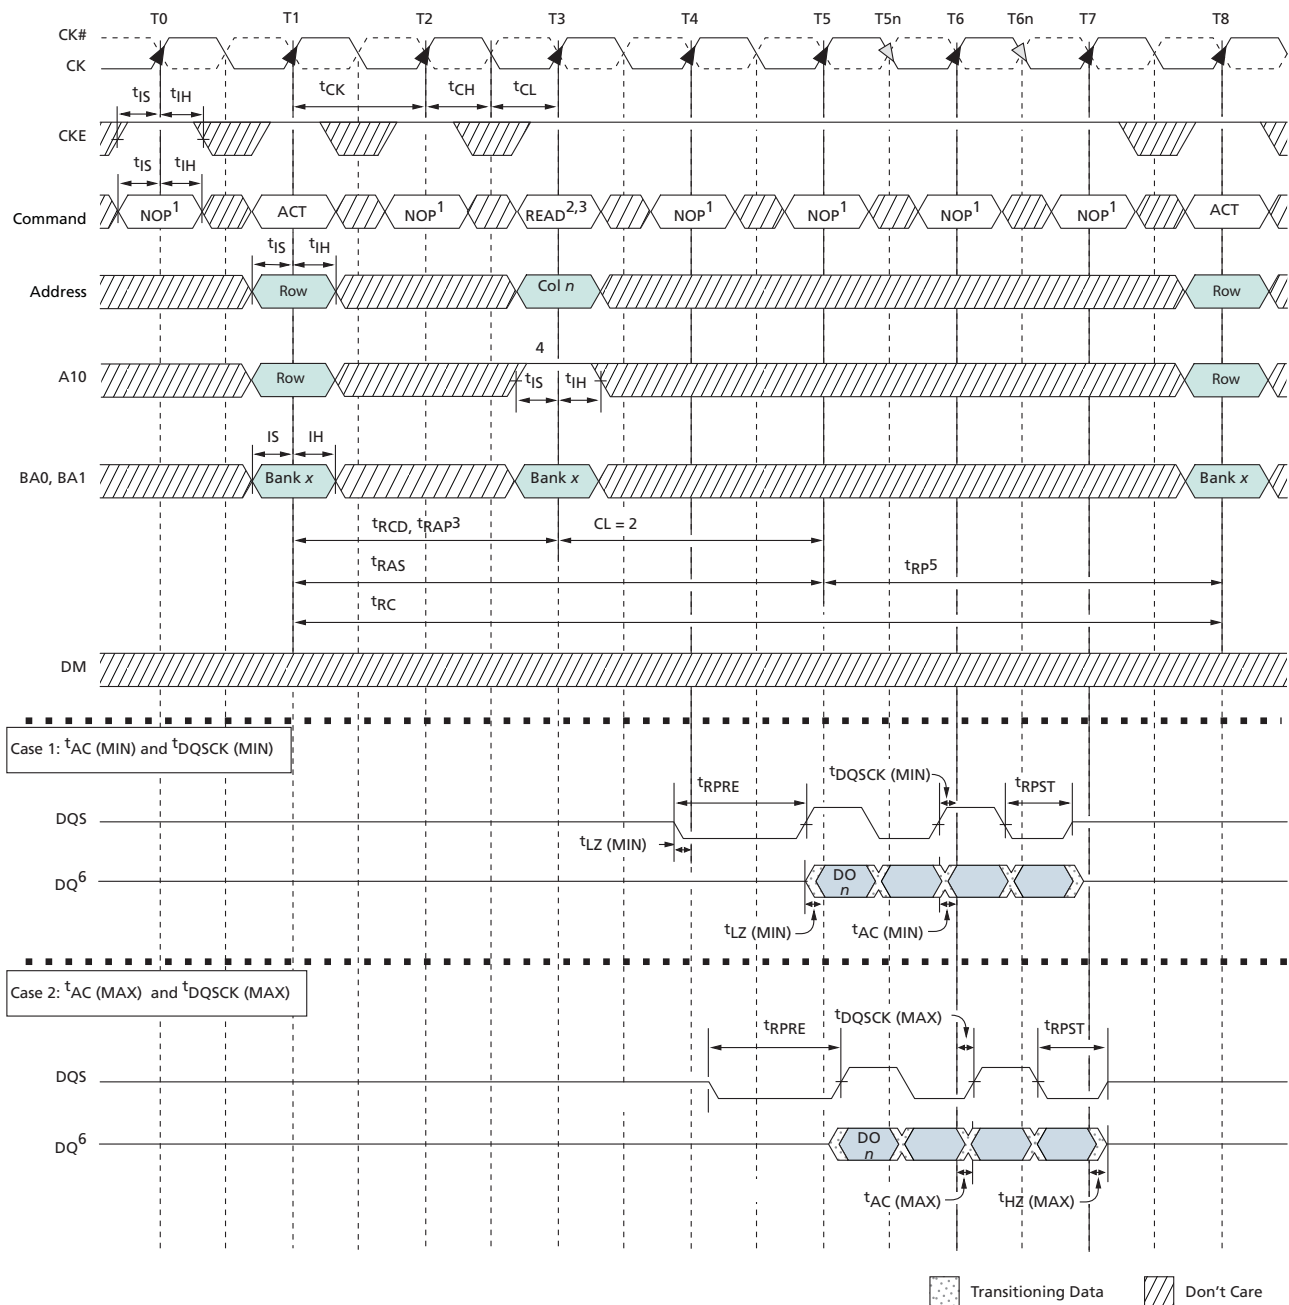 T0 T1 T2 T3 T4 T5 T5n T6 T6n T7 T8
CK#
CK
tCK tCH tCL
tIS tIH
CKE
tIS tIH
Command NOP1 ACT NOP1 READ2,3 NOP1 NOP1 NOP1 NOP1 ACT
tIS tIH
Address Row Col n Row
4
A10 Row tIS tIH Row
IS IH
BA0, BA1 Bank x Bank x Bank x
tRCD, tRAP3 CL = 2
tRAS tRP5
tRC
DM
Case 1: tAC (MIN) and tDQSCK (MIN)
tRPRE tDQSCK (MIN) tRPST
DQS
tLZ (MIN)
DQ6 DO n
tLZ (MIN) tAC (MIN)
Case 2: tAC (MAX) and tDQSCK (MAX)
tRPRE tDQSCK (MAX) tRPST
DQS
DQ6 DO n
tAC (MAX) tHZ (MAX)
Transitioning Data Don't Care